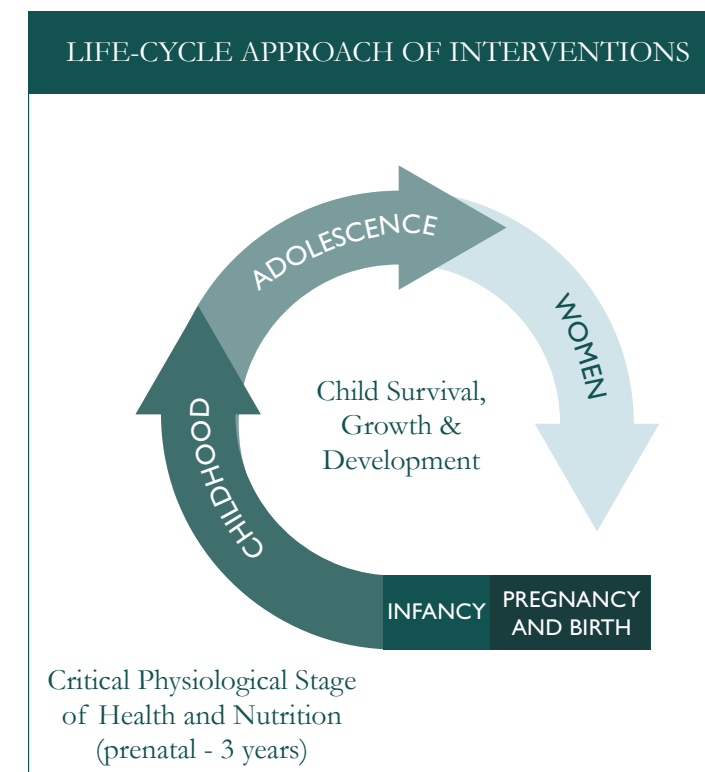 LIFE-CYCLE APPROACH OF INTERVENTIONS
ADOLESCENCE
WOMEN
CHILDHOOD
Child Survival,
Growth &
Development
INFANCY
PREGNANCY
AND BIRTH
Critical Physiological Stage
of Health and Nutrition
(prenatal - 3 years)